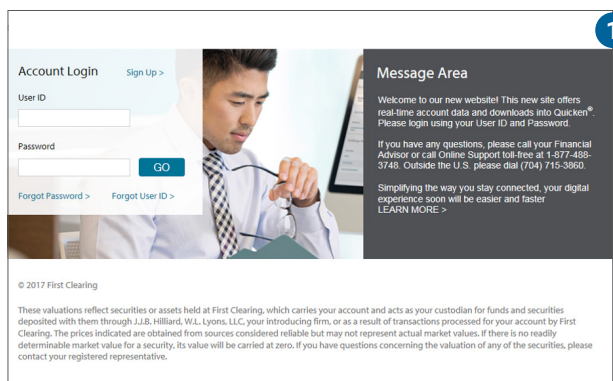 1
Account Login
Sign Up >
User ID
Password
GO
Forgot Password >
Forgot User ID >
Message Area
Welcome to our new website! This new site offers
real-time account data and downloads into Quicken®.
Please login using your User ID and Password.
If you have any questions, please call your Financial
Advisor or call Online Support toll-free at 1-877-488-
3748. Outside the U.S. please dial (704) 715-3860.
Simplifying the way you stay connected, your digital
experience soon will be easier and faster
LEARN MORE >
© 2017 First Clearing
These valuations reflect securities or assets held at First Clearing, which carries your account and acts as your custodian for funds and securities
deposited with them through J.J.B. Hilliard, W.L. Lyons, LLC, your introducing firm, or as a result of transactions processed for your account by First
Clearing. The prices indicated are obtained from sources considered reliable but may not represent actual market values. If there is no readily
determinable market value for a security, its value will be carried at zero. If you have questions concerning the valuation of any of the securities, please
contact your registered representative.